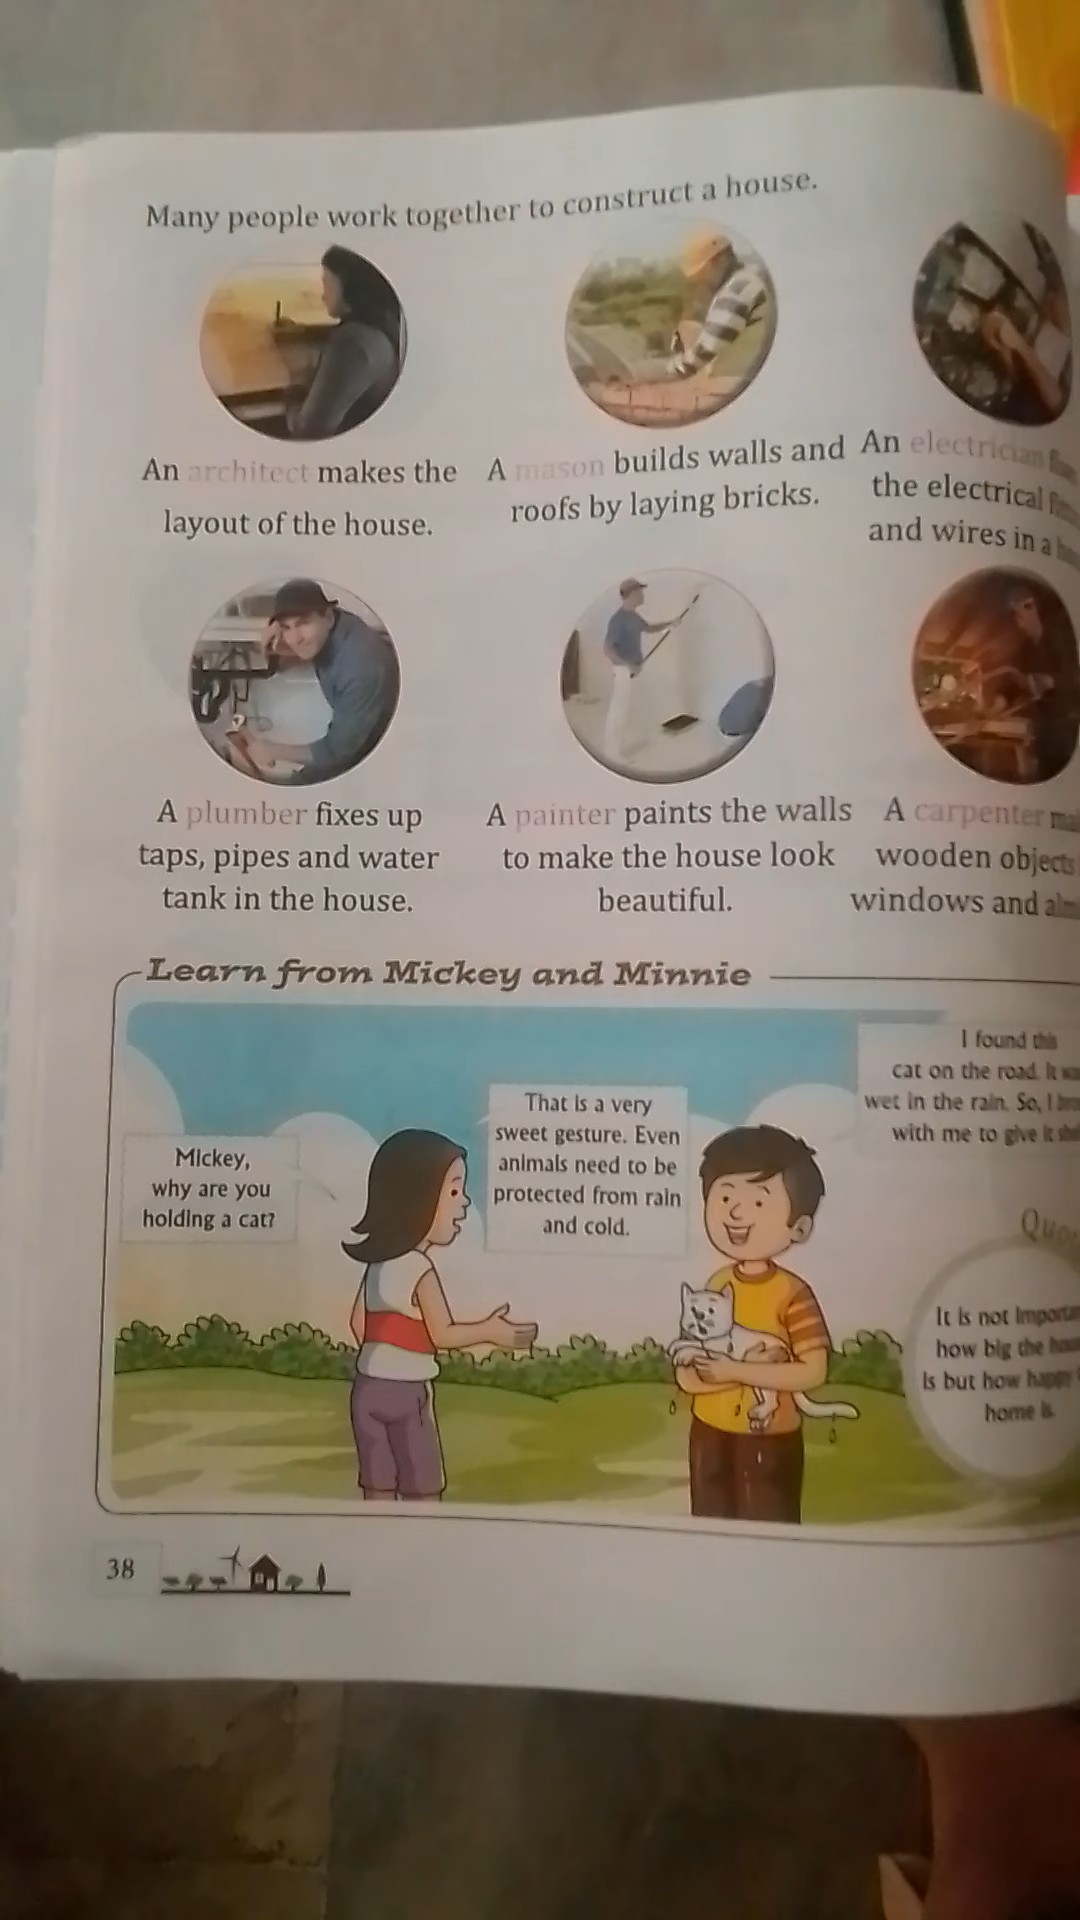 Many people work together to construct a house.
An architect makes the
layout of the house.
A mason builds walls and
roofs by laying bricks.
An electrician
the electrical
and wires in a
A plumber fixes up
taps, pipes and water
tank in the house.
A painter paints the walls
to make the house look
beautiful.
A carpenter
wooden objects
windows and
Learn from Mickey and Minnie
Mickey,
why are you
holding a cat?
That is a very
sweet gesture. Even
animals need to be
protected from rain
and cold.
I found this
cat on the road. It
wet in the rain. So, I
with me to give it
It is not
how big the
is but how happy
home is.
38